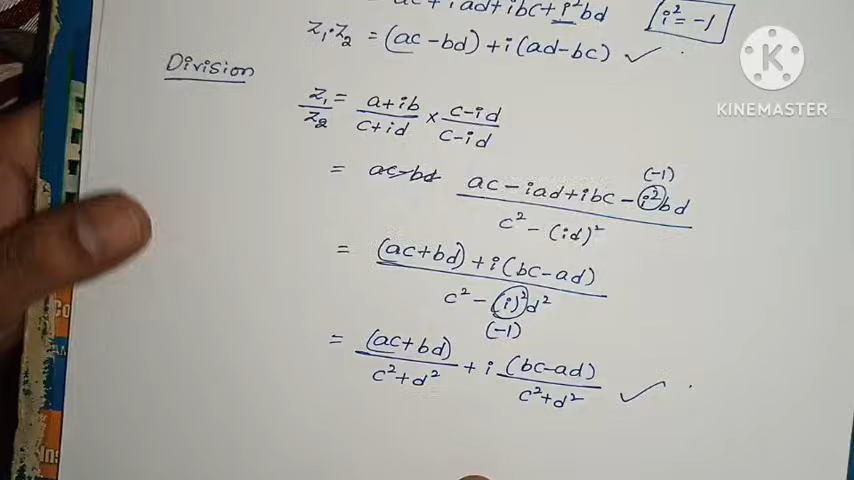 ac+iad+ibc+i²bd
i² = -1
z₁·z₂ = (ac-bd)+i(ad-bc) ✓
Division
z₁/z₂ = a+ib/c+id × c-id/c-id
= ac-iad+ibc-i²bd/c²-(id)²
(-1)
= (ac+bd)+i(bc-ad)/c²-(i)²d²
(-1)
= (ac+bd)/c²+d² + i (bc-ad)/c²+d² ✓
K
KINEMASTER